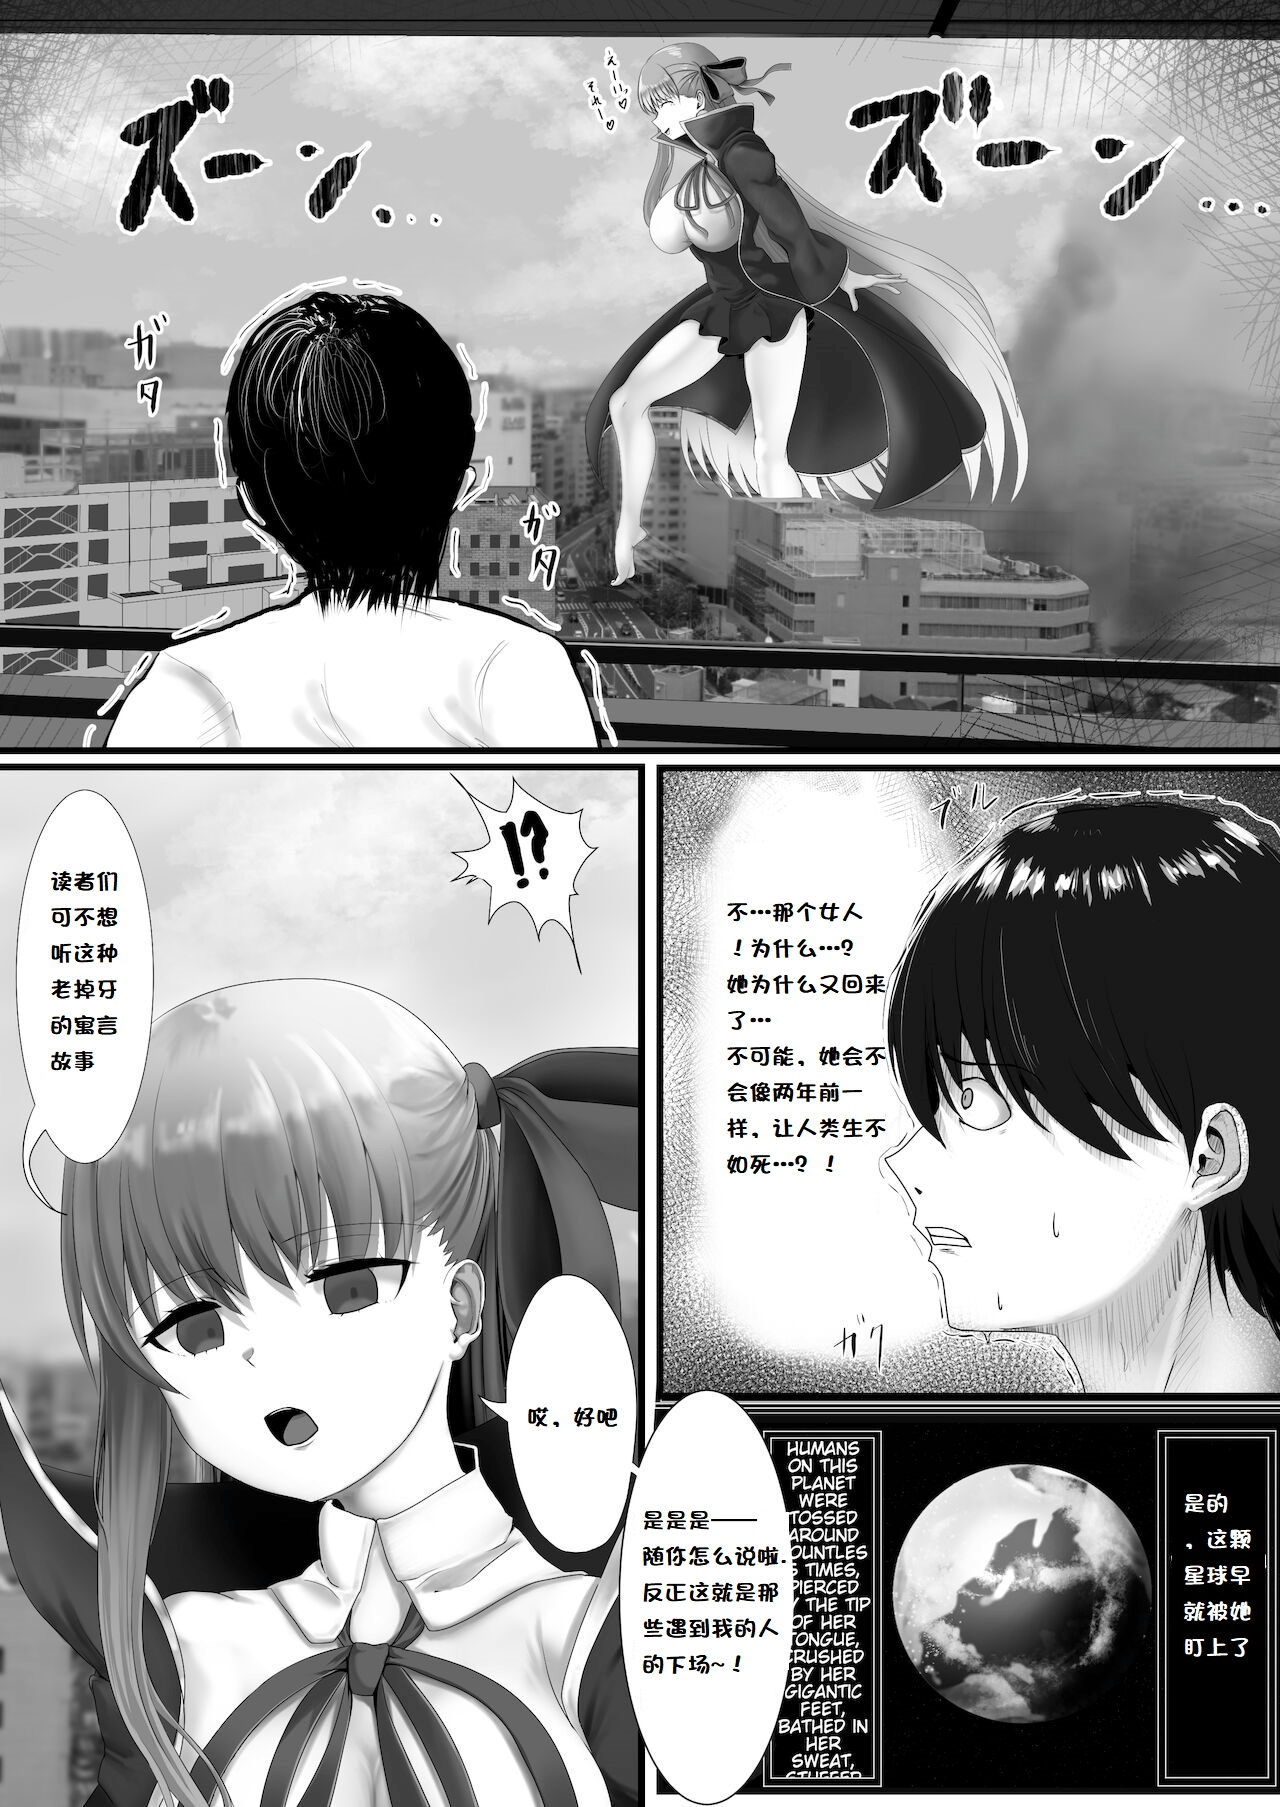 えーいっ♡
それー♡
ズーン...
ズーン...
ガタ
ガタ
!?
读者们
可不想
听这种
老掉牙
的寓言
故事
哎，好吧
ブル
不…那个女人
！为什么…？
她为什么又回来
了…
不可能，她会不
会像两年前一
样，让人类生不
如死…？！
ガク
是的
，这颗
星球早
就被她
盯上了
HUMANS
ON THIS
PLANET
WERE
TOSSED
AROUND
OUNTLES
S TIMES,
PIERCED
Y THE TIP
OF HER
TONGUE,
CRUSHED
BY HER
GIGANTIC
FEET,
BATHED IN
HER
SWEAT,
STUFFED
是是是——
随你怎么说啦.
反正这就是那
些遇到我的人
的下场~！